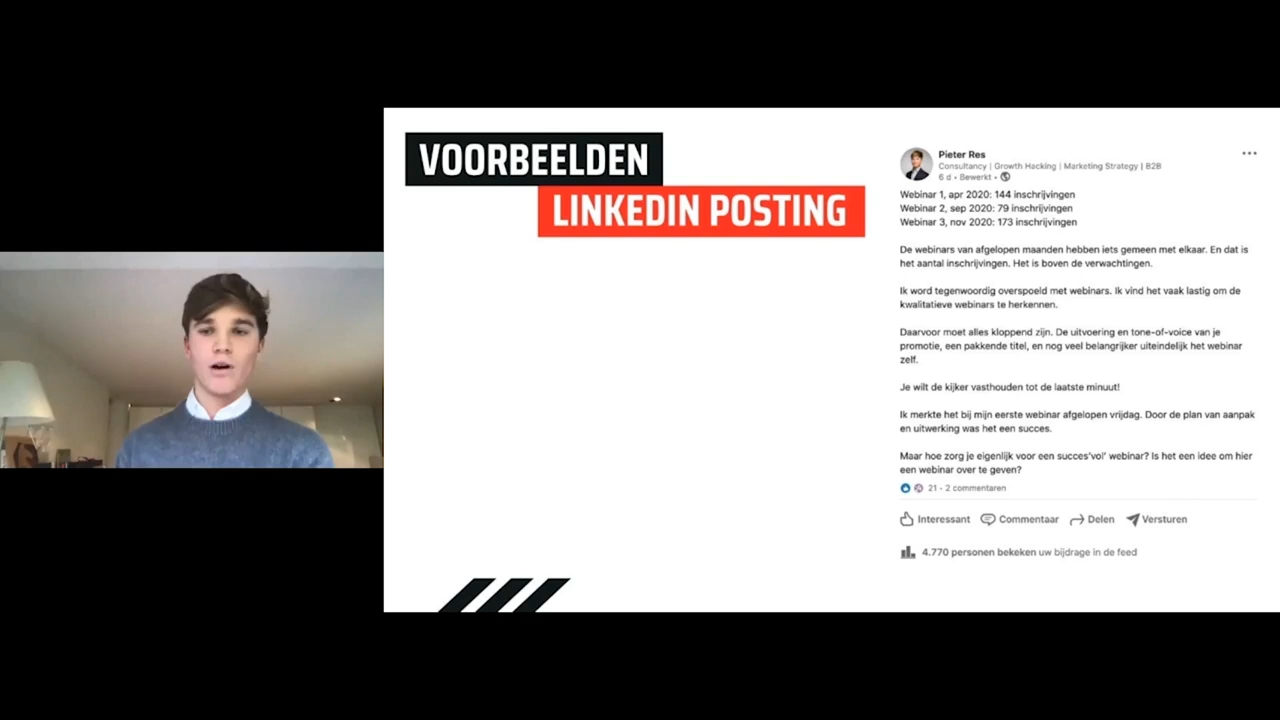 VOORBEELDEN
LINKEDIN POSTING
Pieter Res
Consultancy | Growth Hacking | Marketing Strategy | B2B
6 d • Bewerkt •
Webinar 1, apr 2020: 144 inschrijvingen
Webinar 2, sep 2020: 79 inschrijvingen
Webinar 3, nov 2020: 173 inschrijvingen
De webinars van afgelopen maanden hebben iets gemeen met elkaar. En dat is
het aantal inschrijvingen. Het is boven de verwachtingen.
Ik word tegenwoordig overspoeld met webinars. Ik vind het vaak lastig om de
kwalitatieve webinars te herkennen.
Daarvoor moet alles kloppend zijn. De uitvoering en tone-of-voice van je
promotie, een pakkende titel, en nog veel belangrijker uiteindelijk het webinar
zelf.
Je wilt de kijker vasthouden tot de laatste minuut!
Ik merkte het bij mijn eerste webinar afgelopen vrijdag. Door de plan van aanpak
en uitwerking was het een succes.
Maar hoe zorg je eigenlijk voor een succes'vol' webinar? Is het een idee om hier
een webinar over te geven?
21 - 2 commentaren
Interessant Commentaar Delen Versturen
4.770 personen bekeken uw bijdrage in de feed